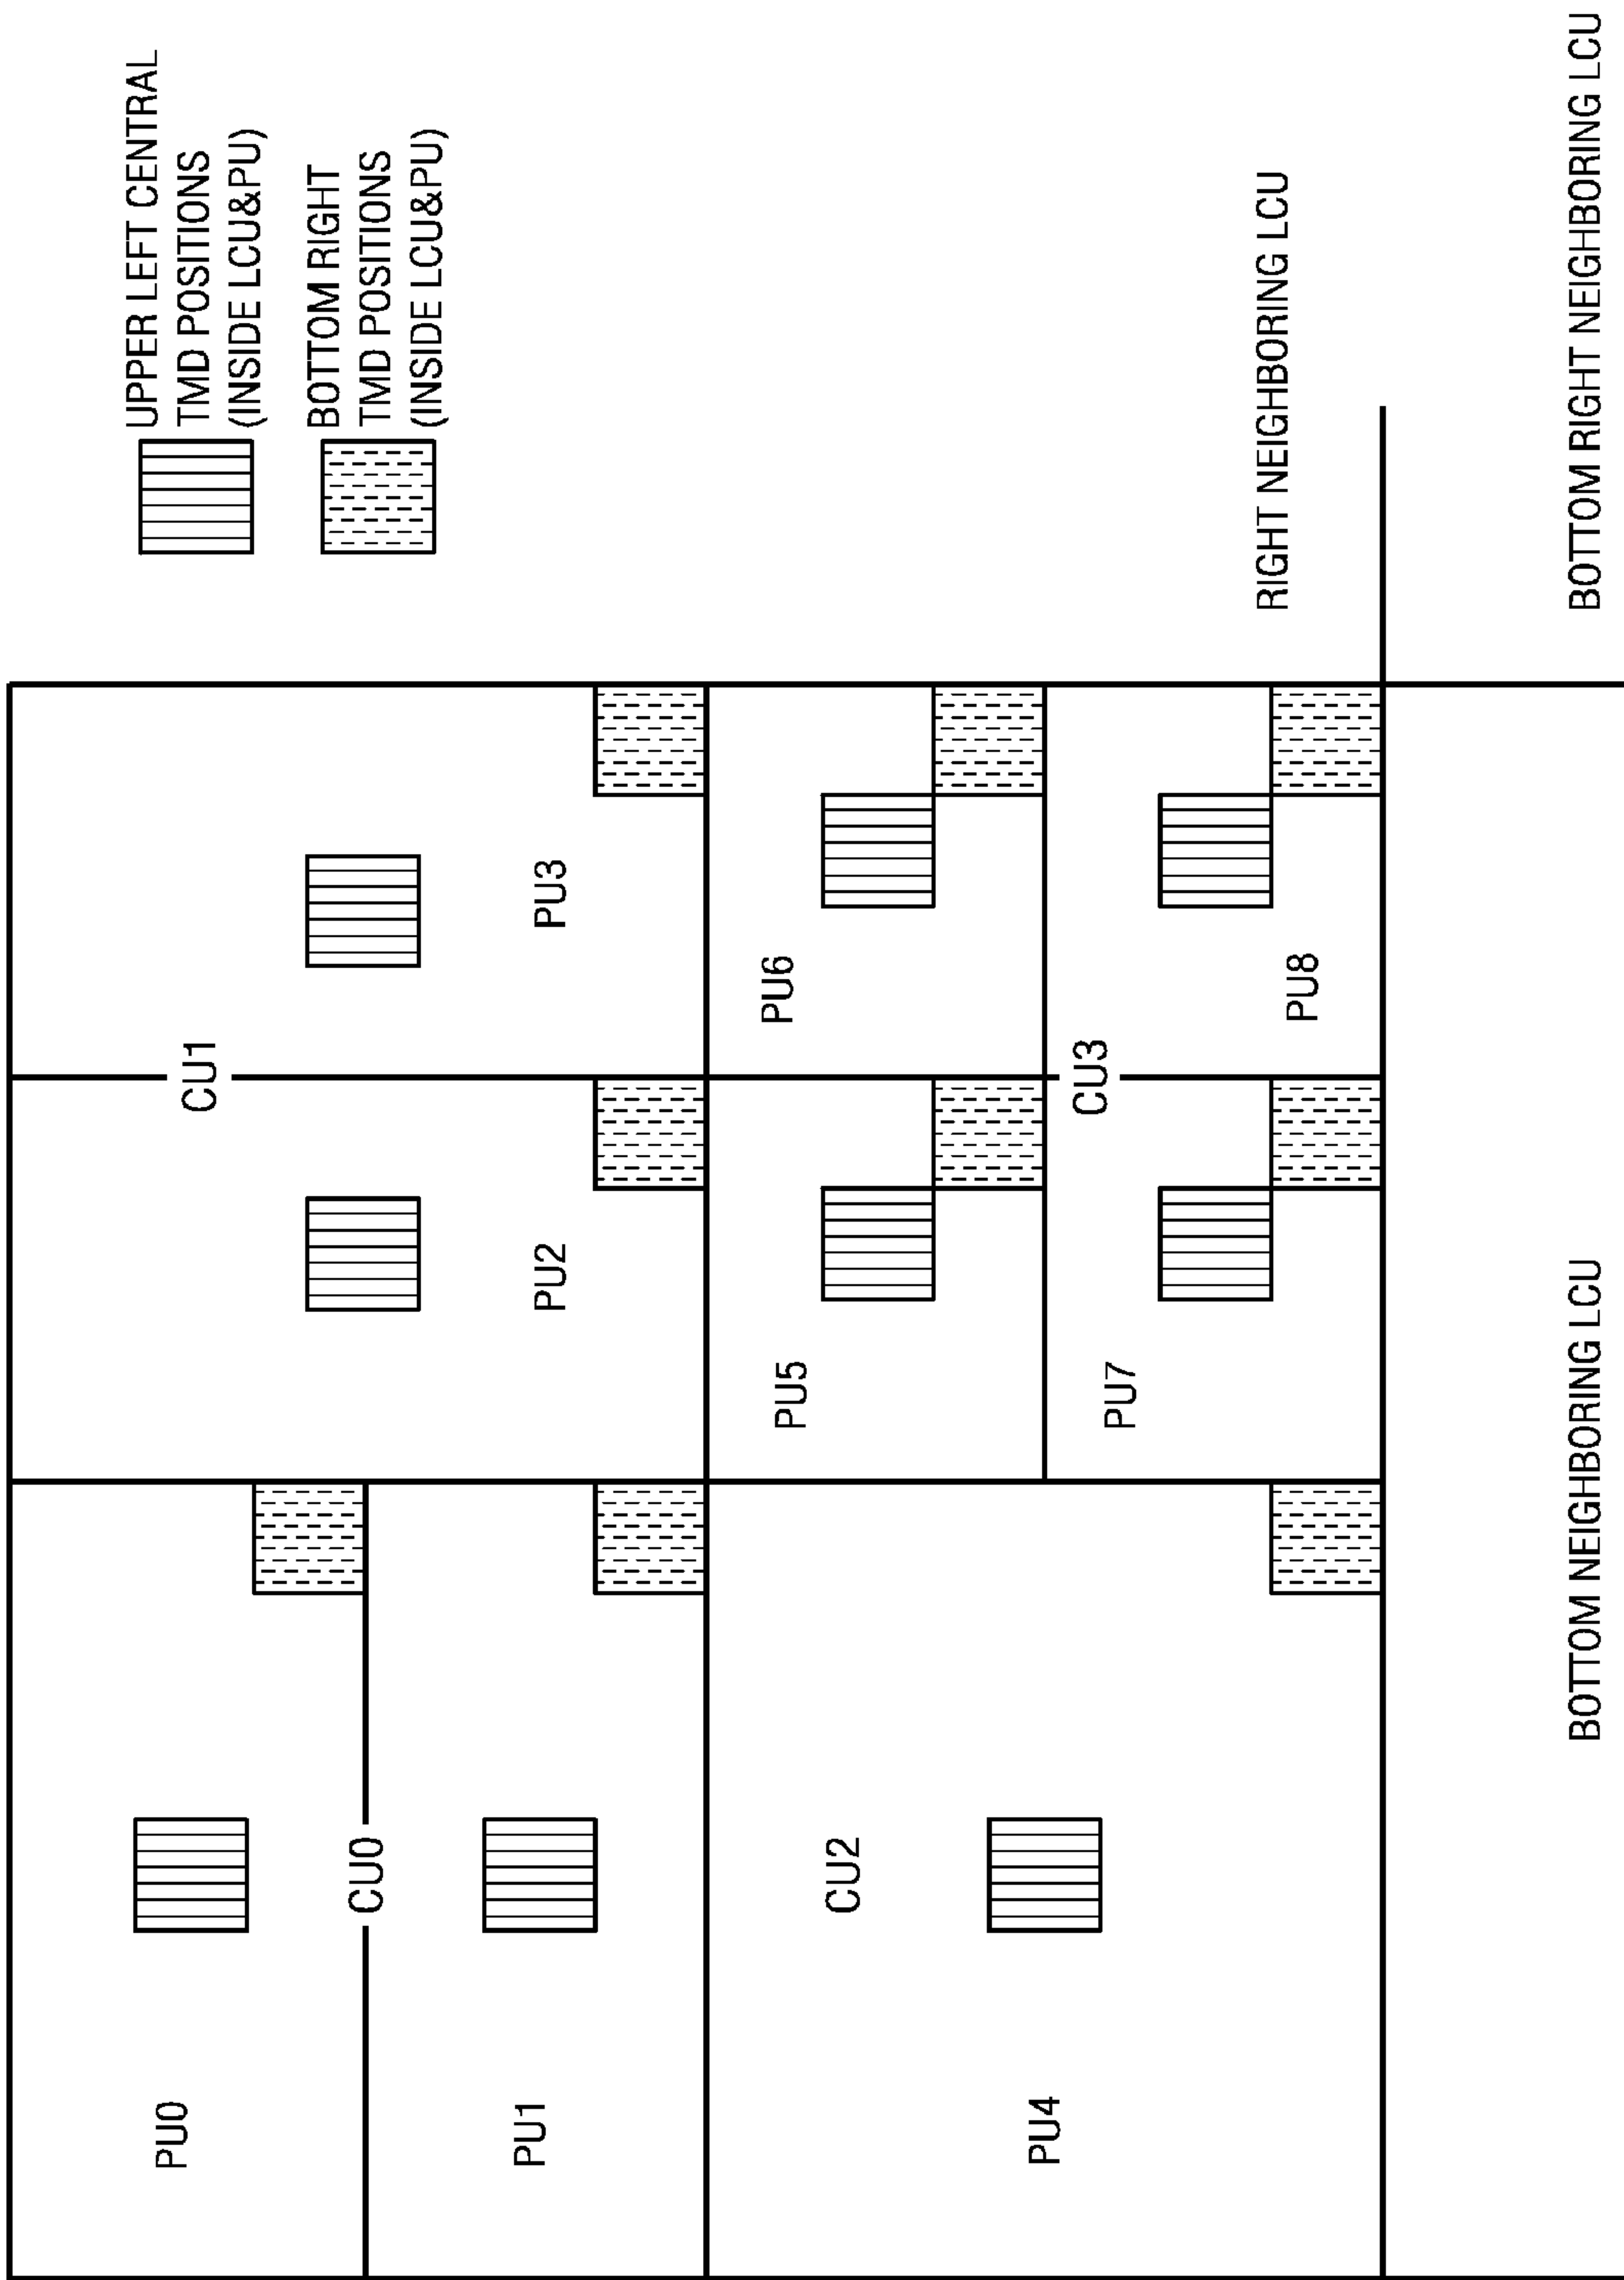 UPPER LEFT CENTRAL
TMD POSITIONS
(INSIDE LCU&PU)
BOTTOM RIGHT
TMD POSITIONS
(INSIDE LCU&PU)
PU0
CU1
CU0
PU1
PU2
PU3
CU2
PU5
PU6
PU4
CU3
PU7
PU8
RIGHT NEIGHBORING LCU
BOTTOM NEIGHBORING LCU
BOTTOM RIGHT NEIGHBORING LCU